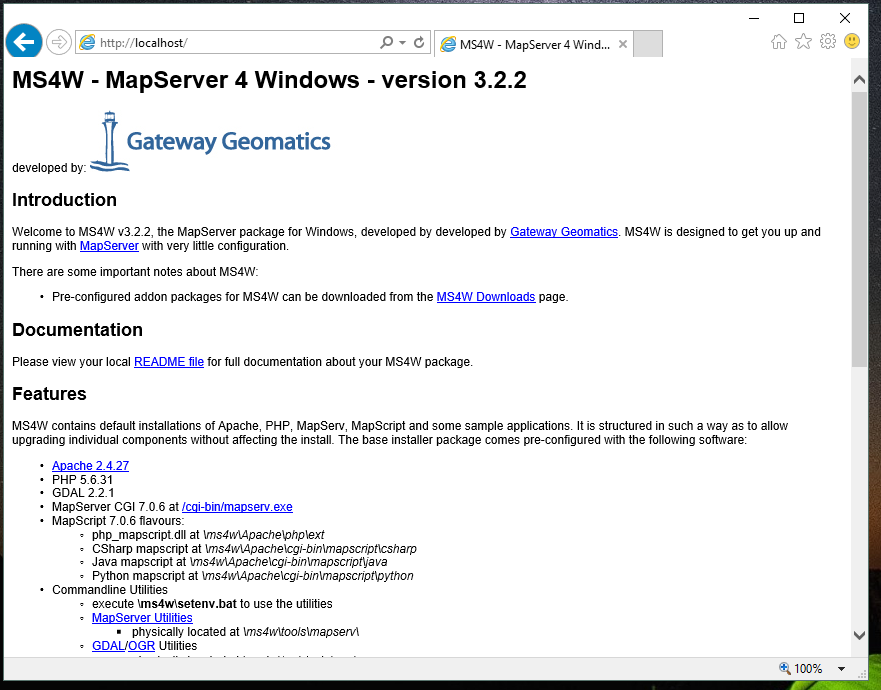 http://localhost/
MS4W - MapServer 4 Wind...
MS4W - MapServer 4 Windows - version 3.2.2
Gateway Geomatics
developed by:
Introduction
Welcome to MS4W v3.2.2, the MapServer package for Windows, developed by developed by Gateway Geomatics. MS4W is designed to get you up and
running with MapServer with very little configuration.
There are some important notes about MS4W:
• Pre-configured addon packages for MS4W can be downloaded from the MS4W Downloads page.
Documentation
Please view your local README file for full documentation about your MS4W package.
Features
MS4W contains default installations of Apache, PHP, MapServ, MapScript and some sample applications. It is structured in such a way as to allow
upgrading individual components without affecting the install. The base installer package comes pre-configured with the following software:
• Apache 2.4.27
• PHP 5.6.31
• GDAL 2.2.1
• MapServer CGI 7.0.6 at /cgi-bin/mapserv.exe
• MapScript 7.0.6 flavours:
◦ php_mapscript.dll at \ms4w\Apache\php\ext
◦ CSharp mapscript at \ms4w\Apache\cgi-bin\mapscript\csharp
◦ Java mapscript at \ms4w\Apache\cgi-bin\mapscript\java
◦ Python mapscript at \ms4w\Apache\cgi-bin\mapscript\python
• Commandline Utilities
◦ execute \ms4w\setenv.bat to use the utilities
◦ MapServer Utilities
▪ physically located at \ms4w\tools\mapserv\
◦ GDAL/OGR Utilities
100%